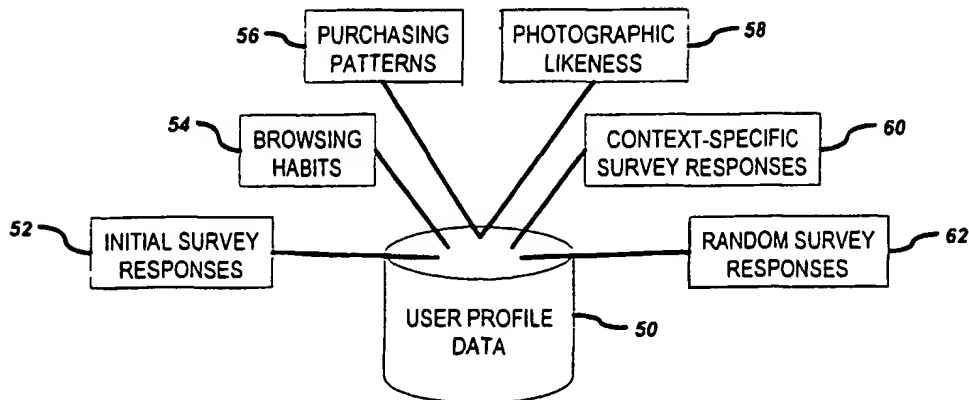 56
PURCHASING
PATTERNS
PHOTOGRAPHIC
LIKENESS
58
54
BROWSING
HABITS
CONTEXT-SPECIFIC
SURVEY RESPONSES
60
52
INITIAL SURVEY
RESPONSES
RANDOM SURVEY
RESPONSES
62
USER PROFILE
DATA
50